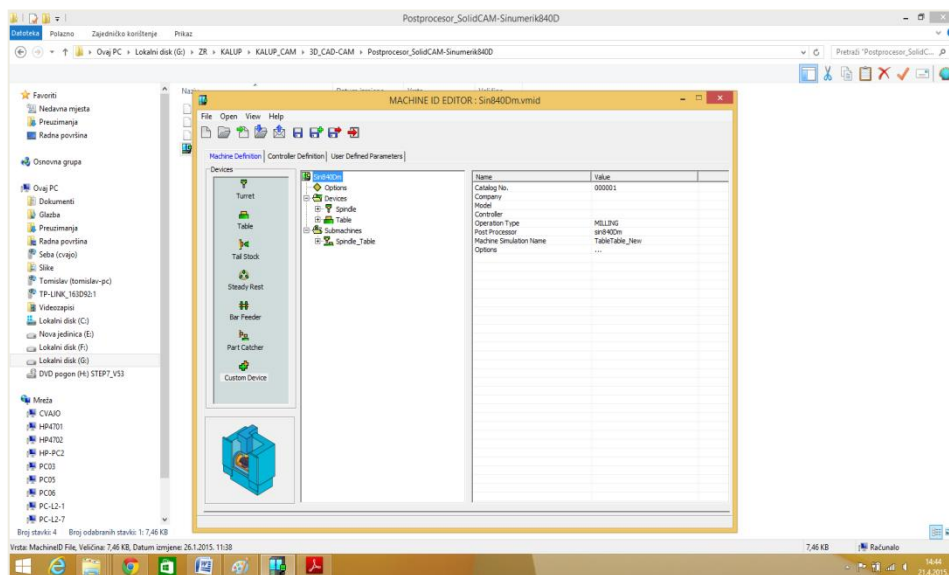 Postprocesor_SolidCAM-Sinumerik840D
Datoteka Polazno Zajedničko korištenje Prikaz
Ovaj PC Lokalni disk (G:) ZR KALUP KALUP_CAM 3D_CAD-CAM Postprocesor_SolidCAM-Sinumerik840D
Pretraži "Postprocesor_SolidC...
Favoriti
Nedavna mjesta
Preuzimanja
Radna površina
Osnovna grupa
Ovaj PC
Dokumenti
Glazba
Preuzimanja
Radna površina
Seba (cvajo)
Slike
Tomislav (tomislav-pc)
TP-LINK_163D92:1
Videozapisi
Lokalni disk (C:)
Nova jedinica (E:)
Lokalni disk (F:)
Lokalni disk (G:)
DVD pogon (H:) STEP7_V53
Mreža
CVAJO
HP4701
HP4702
HP-PC2
PC03
PC05
PC06
PC-L2-1
PC-L2-7
MACHINE ID EDITOR : Sin840Dm.vmid
File Open View Help
Machine Definition Controller Definition User Defined Parameters
Devices
Turret
Table
Tail Stock
Steady Rest
Bar Feeder
Part Catcher
Custom Device
Sin840Dm
Options
Devices
Spindle
Table
Submachines
Spindle_Table
Name Value
Catalog No. 000001
Company
Model
Controller
Operation Type MILLING
Post Processor sin840Dm
Machine Simulation Name TableTable_New
Options ...
Broj stavki: 4 Broj odabranih stavki: 1: 7,46 KB
Vrsta: MachineID File, Veličina: 7,46 KB, Datum izmjene: 26.1.2015. 11:38 7,46 KB Računalo
14:44
21.4.2015.